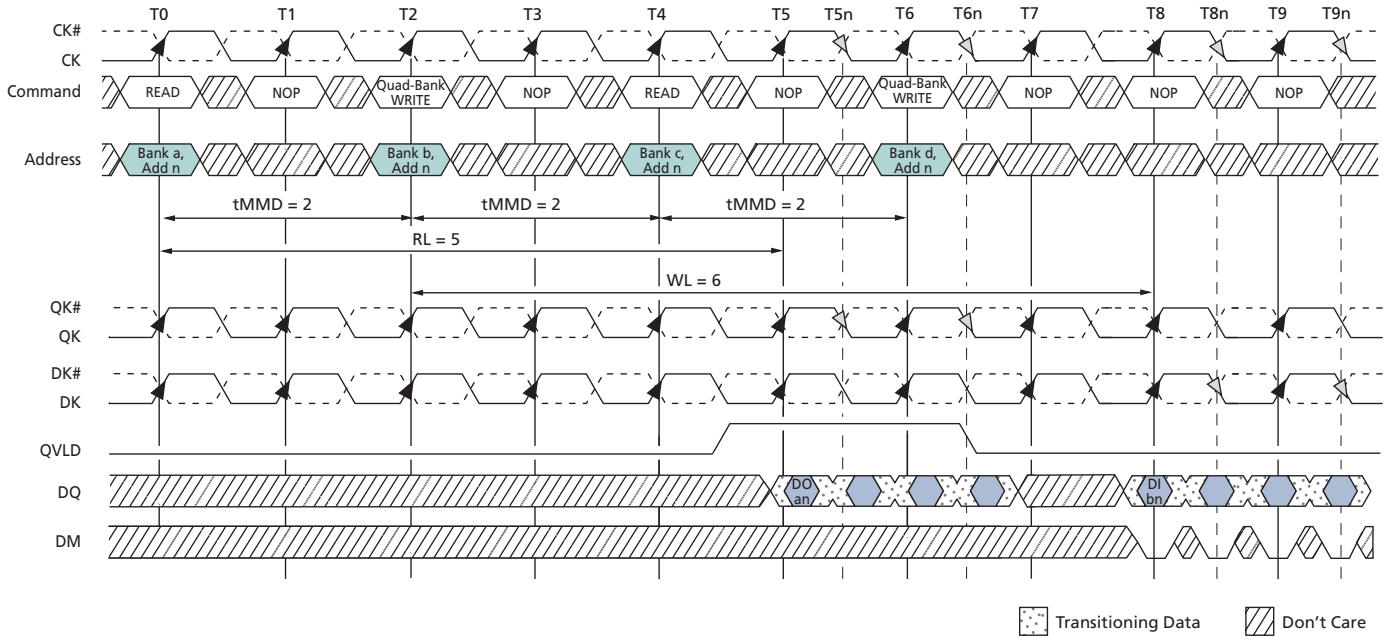 T0 T1 T2 T3 T4 T5 T5n T6 T6n T7 T8 T8n T9 T9n
CK#
CK
Command READ NOP Quad-Bank WRITE NOP READ NOP Quad-Bank WRITE NOP NOP NOP
Address Bank a, Add n Bank b, Add n Bank c, Add n Bank d, Add n
tMMD = 2 tMMD = 2 tMMD = 2
RL = 5
WL = 6
QK#
QK
DK#
DK
QVLD
DQ DO an DI bn
DM
Transitioning Data Don't Care